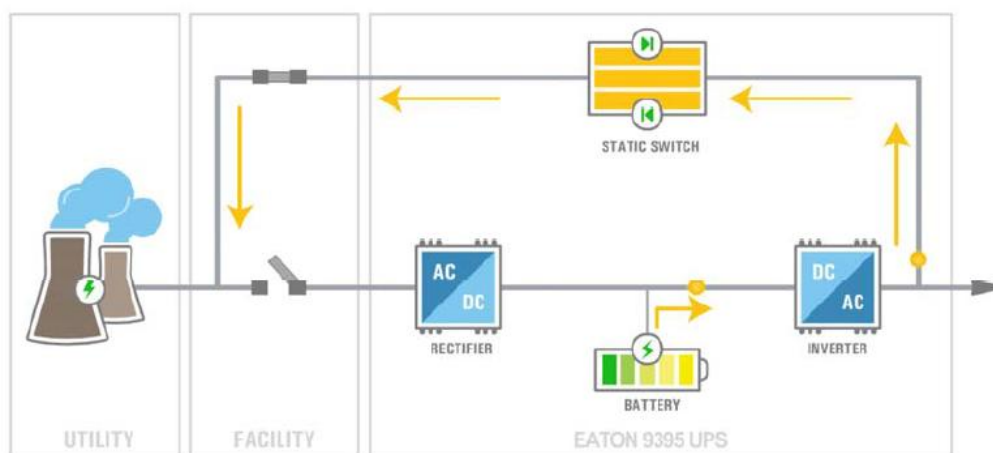 STATIC SWITCH
AC
DC
RECTIFIER
BATTERY
DC
AC
INVERTER
UTILITY
FACILITY
EATON 9395 UPS